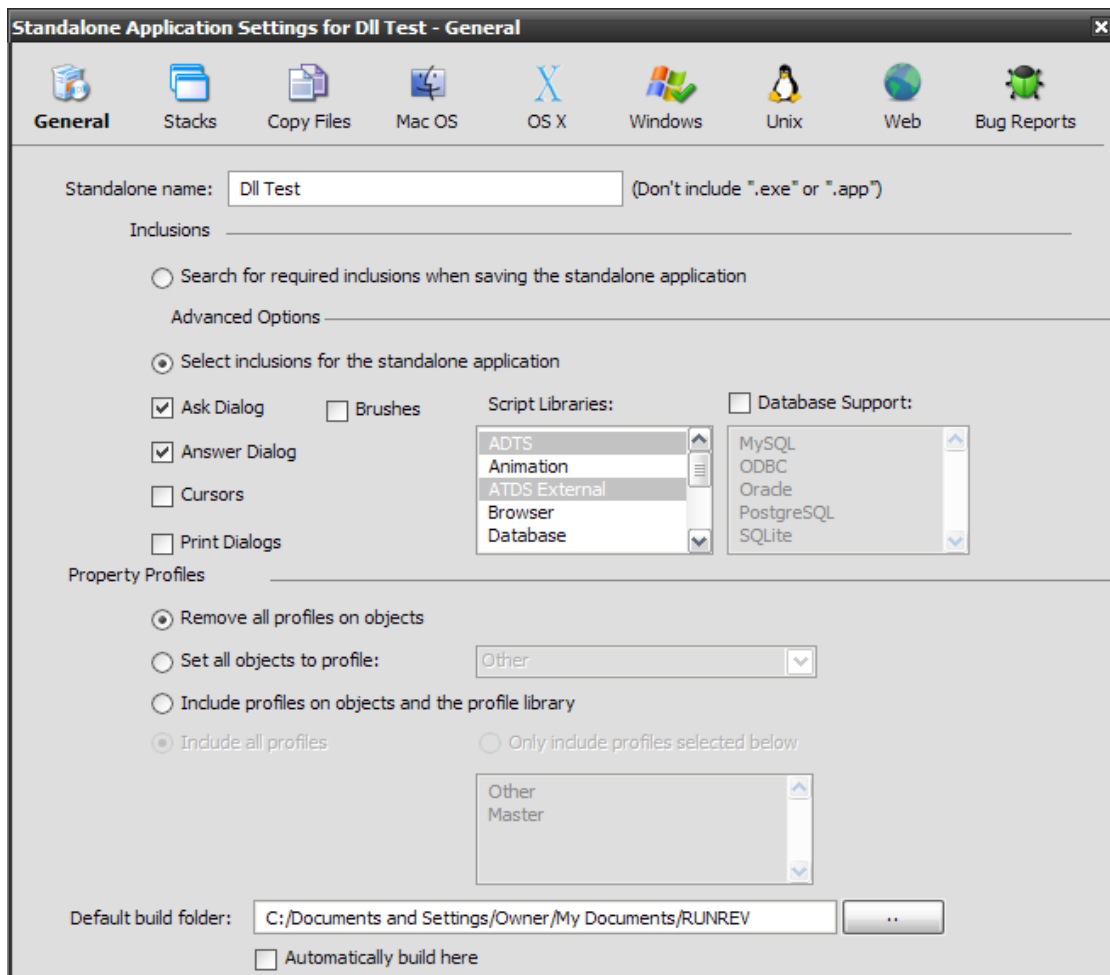 Standalone Application Settings for Dll Test - General
General Stacks Copy Files Mac OS OS X Windows Unix Web Bug Reports
Standalone name: Dll Test (Don't include ".exe" or ".app")
Inclusions
Search for required inclusions when saving the standalone application
Advanced Options
Select inclusions for the standalone application
Ask Dialog Brushes Script Libraries: Database Support:
Answer Dialog
Cursors
Print Dialogs
ADTS
Animation
ATDS External
Browser
Database
MySQL
ODBC
Oracle
PostgreSQL
SQLite
Property Profiles
Remove all profiles on objects
Set all objects to profile: Other
Include profiles on objects and the profile library
Include all profiles Only include profiles selected below
Other
Master
Default build folder: C:/Documents and Settings/Owner/My Documents/RUNREV ..
Automatically build here